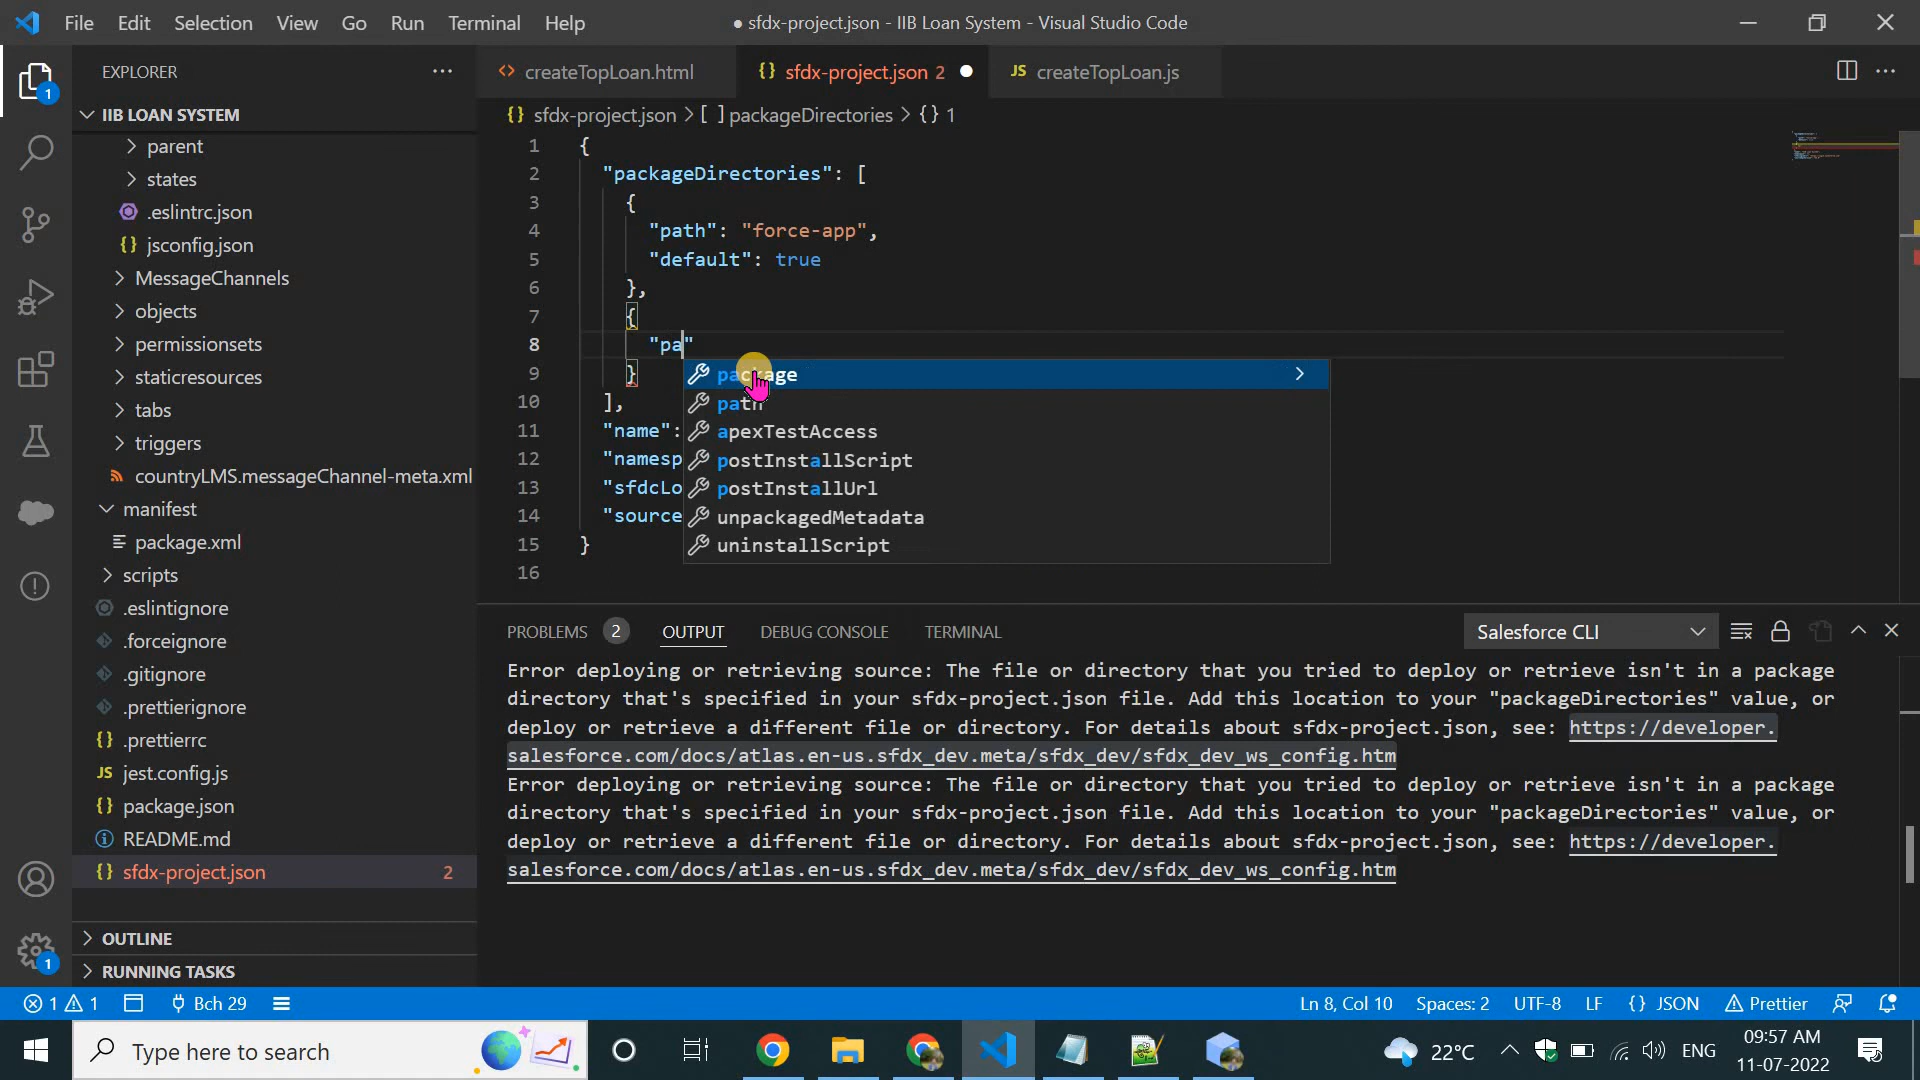 File Edit Selection View Go Run Terminal Help
● sfdx-project.json - IIB Loan System - Visual Studio Code
EXPLORER
createTopLoan.html
{} sfdx-project.json 2
JS createTopLoan.js
{} sfdx-project.json > [ ] packageDirectories > {} 1
1
IIB LOAN SYSTEM
parent
states
.eslintrc.json
{} jsconfig.json
MessageChannels
objects
permissionsets
staticresources
tabs
triggers
countryLMS.messageChannel-meta.xml
manifest
package.xml
scripts
.eslintignore
.forceignore
.gitignore
.prettierignore
{} .prettierrc
JS jest.config.js
{} package.json
README.md
{} sfdx-project.json 2
OUTLINE
RUNNING TASKS
1
1 {
2 "packageDirectories": [
3 {
4 "path": "force-app",
5 "default": true
6 },
7 {
8 "pa"
9 }
10 ],
11 "name":
12 "namesp
13 "sfdcLo
14 "source
15 }
16
package
path
apexTestAccess
postInstallScript
postInstallUrl
unpackagedMetadata
uninstallScript
PROBLEMS 2 OUTPUT DEBUG CONSOLE TERMINAL
Salesforce CLI
Error deploying or retrieving source: The file or directory that you tried to deploy or retrieve isn't in a package
directory that's specified in your sfdx-project.json file. Add this location to your "packageDirectories" value, or
deploy or retrieve a different file or directory. For details about sfdx-project.json, see: https://developer.
salesforce.com/docs/atlas.en-us.sfdx_dev.meta/sfdx_dev/sfdx_dev_ws_config.htm
Error deploying or retrieving source: The file or directory that you tried to deploy or retrieve isn't in a package
directory that's specified in your sfdx-project.json file. Add this location to your "packageDirectories" value, or
deploy or retrieve a different file or directory. For details about sfdx-project.json, see: https://developer.
salesforce.com/docs/atlas.en-us.sfdx_dev.meta/sfdx_dev/sfdx_dev_ws_config.htm
1 1 Bch 29
Ln 8, Col 10 Spaces: 2 UTF-8 LF {} JSON Prettier
Type here to search
22°C
ENG
09:57 AM
11-07-2022